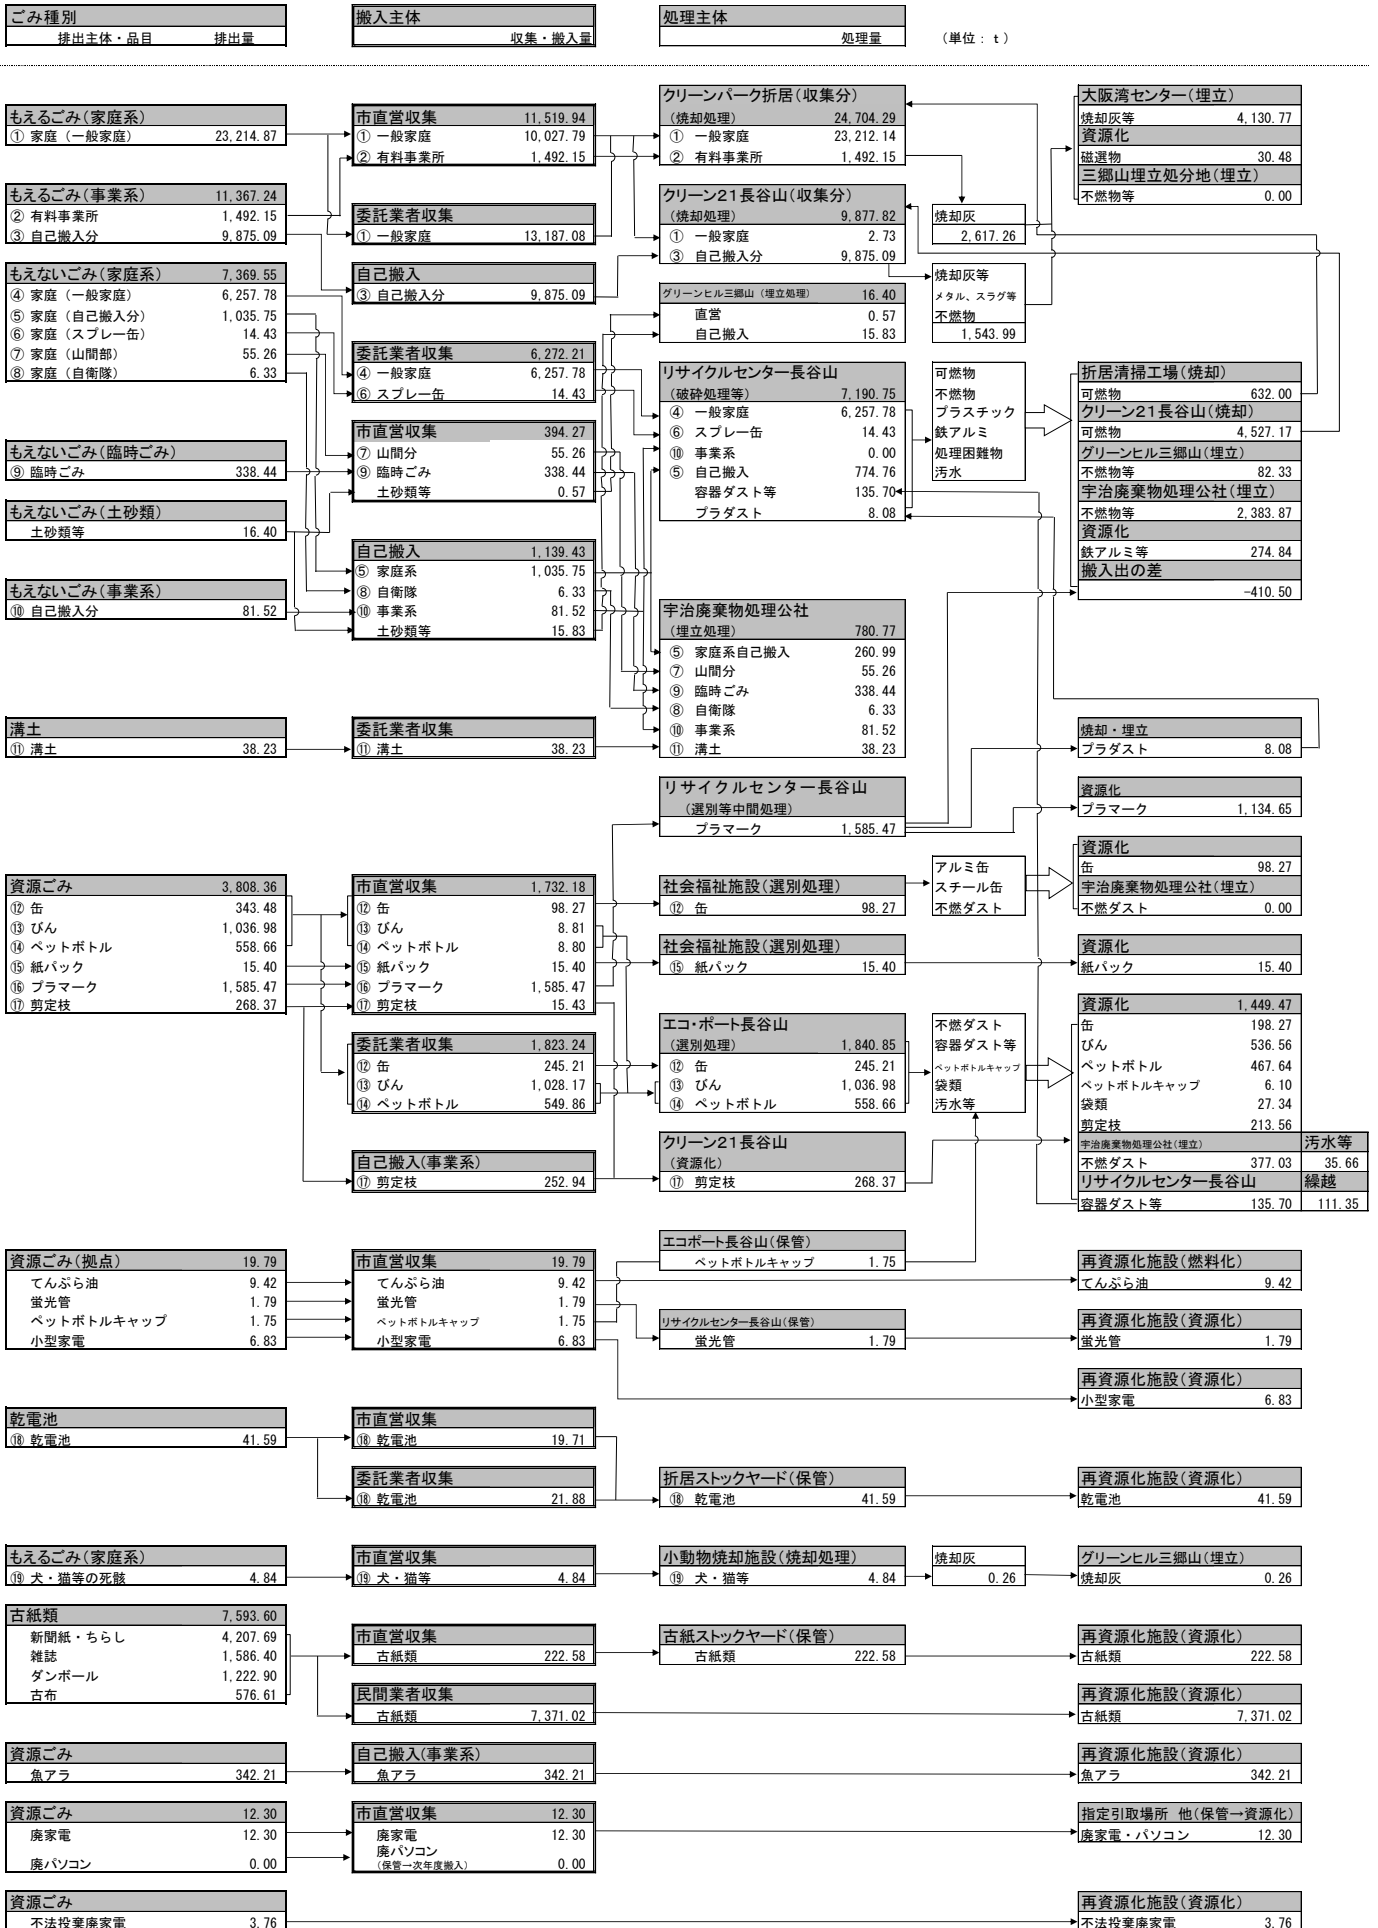 ごみ種別
排出主体・品目 排出量
搬入主体
収集・搬入量
処理主体
処理量
(単位：t)
もえるごみ(家庭系)
① 家庭（一般家庭） 23,214.87
もえるごみ(事業系) 11,367.24
② 有料事業所 1,492.15
③ 自己搬入分 9,875.09
もえないごみ(家庭系) 7,369.55
④ 家庭（一般家庭） 6,257.78
⑤ 家庭（自己搬入分） 1,035.75
⑥ 家庭（スプレー缶） 14.43
⑦ 家庭（山間部） 55.26
⑧ 家庭（自衛隊） 6.33
もえないごみ(臨時ごみ)
⑨ 臨時ごみ 338.44
もえないごみ(土砂類)
土砂類等 16.40
もえないごみ(事業系)
⑩ 自己搬入分 81.52
溝土
⑪ 溝土 38.23
市直営収集 11,519.94
① 一般家庭 10,027.79
② 有料事業所 1,492.15
委託業者収集
① 一般家庭 13,187.08
自己搬入
③ 自己搬入分 9,875.09
委託業者収集 6,272.21
④ 一般家庭 6,257.78
⑥ スプレー缶 14.43
市直営収集 394.27
⑦ 山間分 55.26
⑨ 臨時ごみ 338.44
土砂類等 0.57
自己搬入 1,139.43
⑤ 家庭系 1,035.75
⑧ 自衛隊 6.33
⑩ 事業系 81.52
土砂類等 15.83
委託業者収集
⑪ 溝土 38.23
クリーンパーク折居(収集分)
(焼却処理) 24,704.29
① 一般家庭 23,212.14
② 有料事業所 1,492.15
クリーン21長谷山(収集分)
(焼却処理) 9,877.82
① 一般家庭 2.73
③ 自己搬入分 9,875.09
グリーンヒル三郷山（埋立処理） 16.40
直営 0.57
自己搬入 15.83
リサイクルセンター長谷山
(破砕処理等) 7,190.75
④ 一般家庭 6,257.78
⑥ スプレー缶 14.43
⑩ 事業系 0.00
⑤ 自己搬入 774.76
容器ダスト等 135.70
プラダスト 8.08
宇治廃棄物処理公社
(埋立処理) 780.77
⑤ 家庭系自己搬入 260.99
⑦ 山間分 55.26
⑨ 臨時ごみ 338.44
⑧ 自衛隊 6.33
⑩ 事業系 81.52
⑪ 溝土 38.23
焼却灰
2,617.26
焼却灰等
メタル、スラグ等
不燃物
1,543.99
可燃物
不燃物
プラスチック
鉄アルミ
処理困難物
汚水
大阪湾センター(埋立)
焼却灰等 4,130.77
資源化
磁選物 30.48
三郷山埋立処分地(埋立)
不燃物等 0.00
折居清掃工場(焼却)
可燃物 632.00
クリーン21長谷山(焼却)
可燃物 4,527.17
グリーンヒル三郷山(埋立)
不燃物等 82.33
宇治廃棄物処理公社(埋立)
不燃物等 2,383.87
資源化
鉄アルミ等 274.84
搬入出の差
-410.50
焼却・埋立
プラダスト 8.08
リサイクルセンター長谷山
(選別等中間処理)
プラマーク 1,585.47
資源化
プラマーク 1,134.65
資源ごみ 3,808.36
⑫ 缶 343.48
⑬ びん 1,036.98
⑭ ペットボトル 558.66
⑮ 紙パック 15.40
⑯ プラマーク 1,585.47
⑰ 剪定枝 268.37
市直営収集 1,732.18
⑫ 缶 98.27
⑬ びん 8.81
⑭ ペットボトル 8.80
⑮ 紙パック 15.40
⑯ プラマーク 1,585.47
⑰ 剪定枝 15.43
委託業者収集 1,823.24
⑫ 缶 245.21
⑬ びん 1,028.17
⑭ ペットボトル 549.86
自己搬入(事業系)
⑰ 剪定枝 252.94
社会福祉施設(選別処理)
⑫ 缶 98.27
社会福祉施設(選別処理)
⑮ 紙パック 15.40
エコ・ポート長谷山
(選別処理) 1,840.85
⑫ 缶 245.21
⑬ びん 1,036.98
⑭ ペットボトル 558.66
クリーン21長谷山
(資源化)
⑰ 剪定枝 268.37
エコポート長谷山(保管)
ペットボトルキャップ 1.75
アルミ缶
スチール缶
不燃ダスト
不燃ダスト
容器ダスト等
ペットボトルキャップ
袋類
汚水等
資源化
缶 98.27
宇治廃棄物処理公社(埋立)
不燃ダスト 0.00
資源化
紙パック 15.40
資源化 1,449.47
缶 198.27
びん 536.56
ペットボトル 467.64
ペットボトルキャップ 6.10
袋類 27.34
剪定枝 213.56
宇治廃棄物処理公社(埋立) 汚水等
不燃ダスト 377.03 35.66
リサイクルセンター長谷山 繰越
容器ダスト等 135.70 111.35
資源ごみ(拠点) 19.79
てんぷら油 9.42
蛍光管 1.79
ペットボトルキャップ 1.75
小型家電 6.83
市直営収集 19.79
てんぷら油 9.42
蛍光管 1.79
ペットボトルキャップ 1.75
小型家電 6.83
リサイクルセンター長谷山(保管)
蛍光管 1.79
再資源化施設(燃料化)
てんぷら油 9.42
再資源化施設(資源化)
蛍光管 1.79
再資源化施設(資源化)
小型家電 6.83
乾電池
⑱ 乾電池 41.59
市直営収集
⑱ 乾電池 19.71
委託業者収集
⑱ 乾電池 21.88
折居ストックヤード(保管)
⑱ 乾電池 41.59
再資源化施設(資源化)
乾電池 41.59
もえるごみ(家庭系)
⑲ 犬・猫等の死骸 4.84
市直営収集
⑲ 犬・猫等 4.84
小動物焼却施設(焼却処理)
⑲ 犬・猫等 4.84
焼却灰
0.26
グリーンヒル三郷山(埋立)
焼却灰 0.26
古紙類 7,593.60
新聞紙・ちらし 4,207.69
雑誌 1,586.40
ダンボール 1,222.90
古布 576.61
市直営収集
古紙類 222.58
民間業者収集
古紙類 7,371.02
古紙ストックヤード(保管)
古紙類 222.58
再資源化施設(資源化)
古紙類 222.58
再資源化施設(資源化)
古紙類 7,371.02
資源ごみ
魚アラ 342.21
自己搬入(事業系)
魚アラ 342.21
再資源化施設(資源化)
魚アラ 342.21
資源ごみ 12.30
廃家電 12.30
廃パソコン 0.00
市直営収集 12.30
廃家電 12.30
廃パソコン
(保管→次年度搬入) 0.00
指定引取場所 他(保管→資源化)
廃家電・パソコン 12.30
資源ごみ
不法投棄廃家電 3.76
再資源化施設(資源化)
不法投棄廃家電 3.76